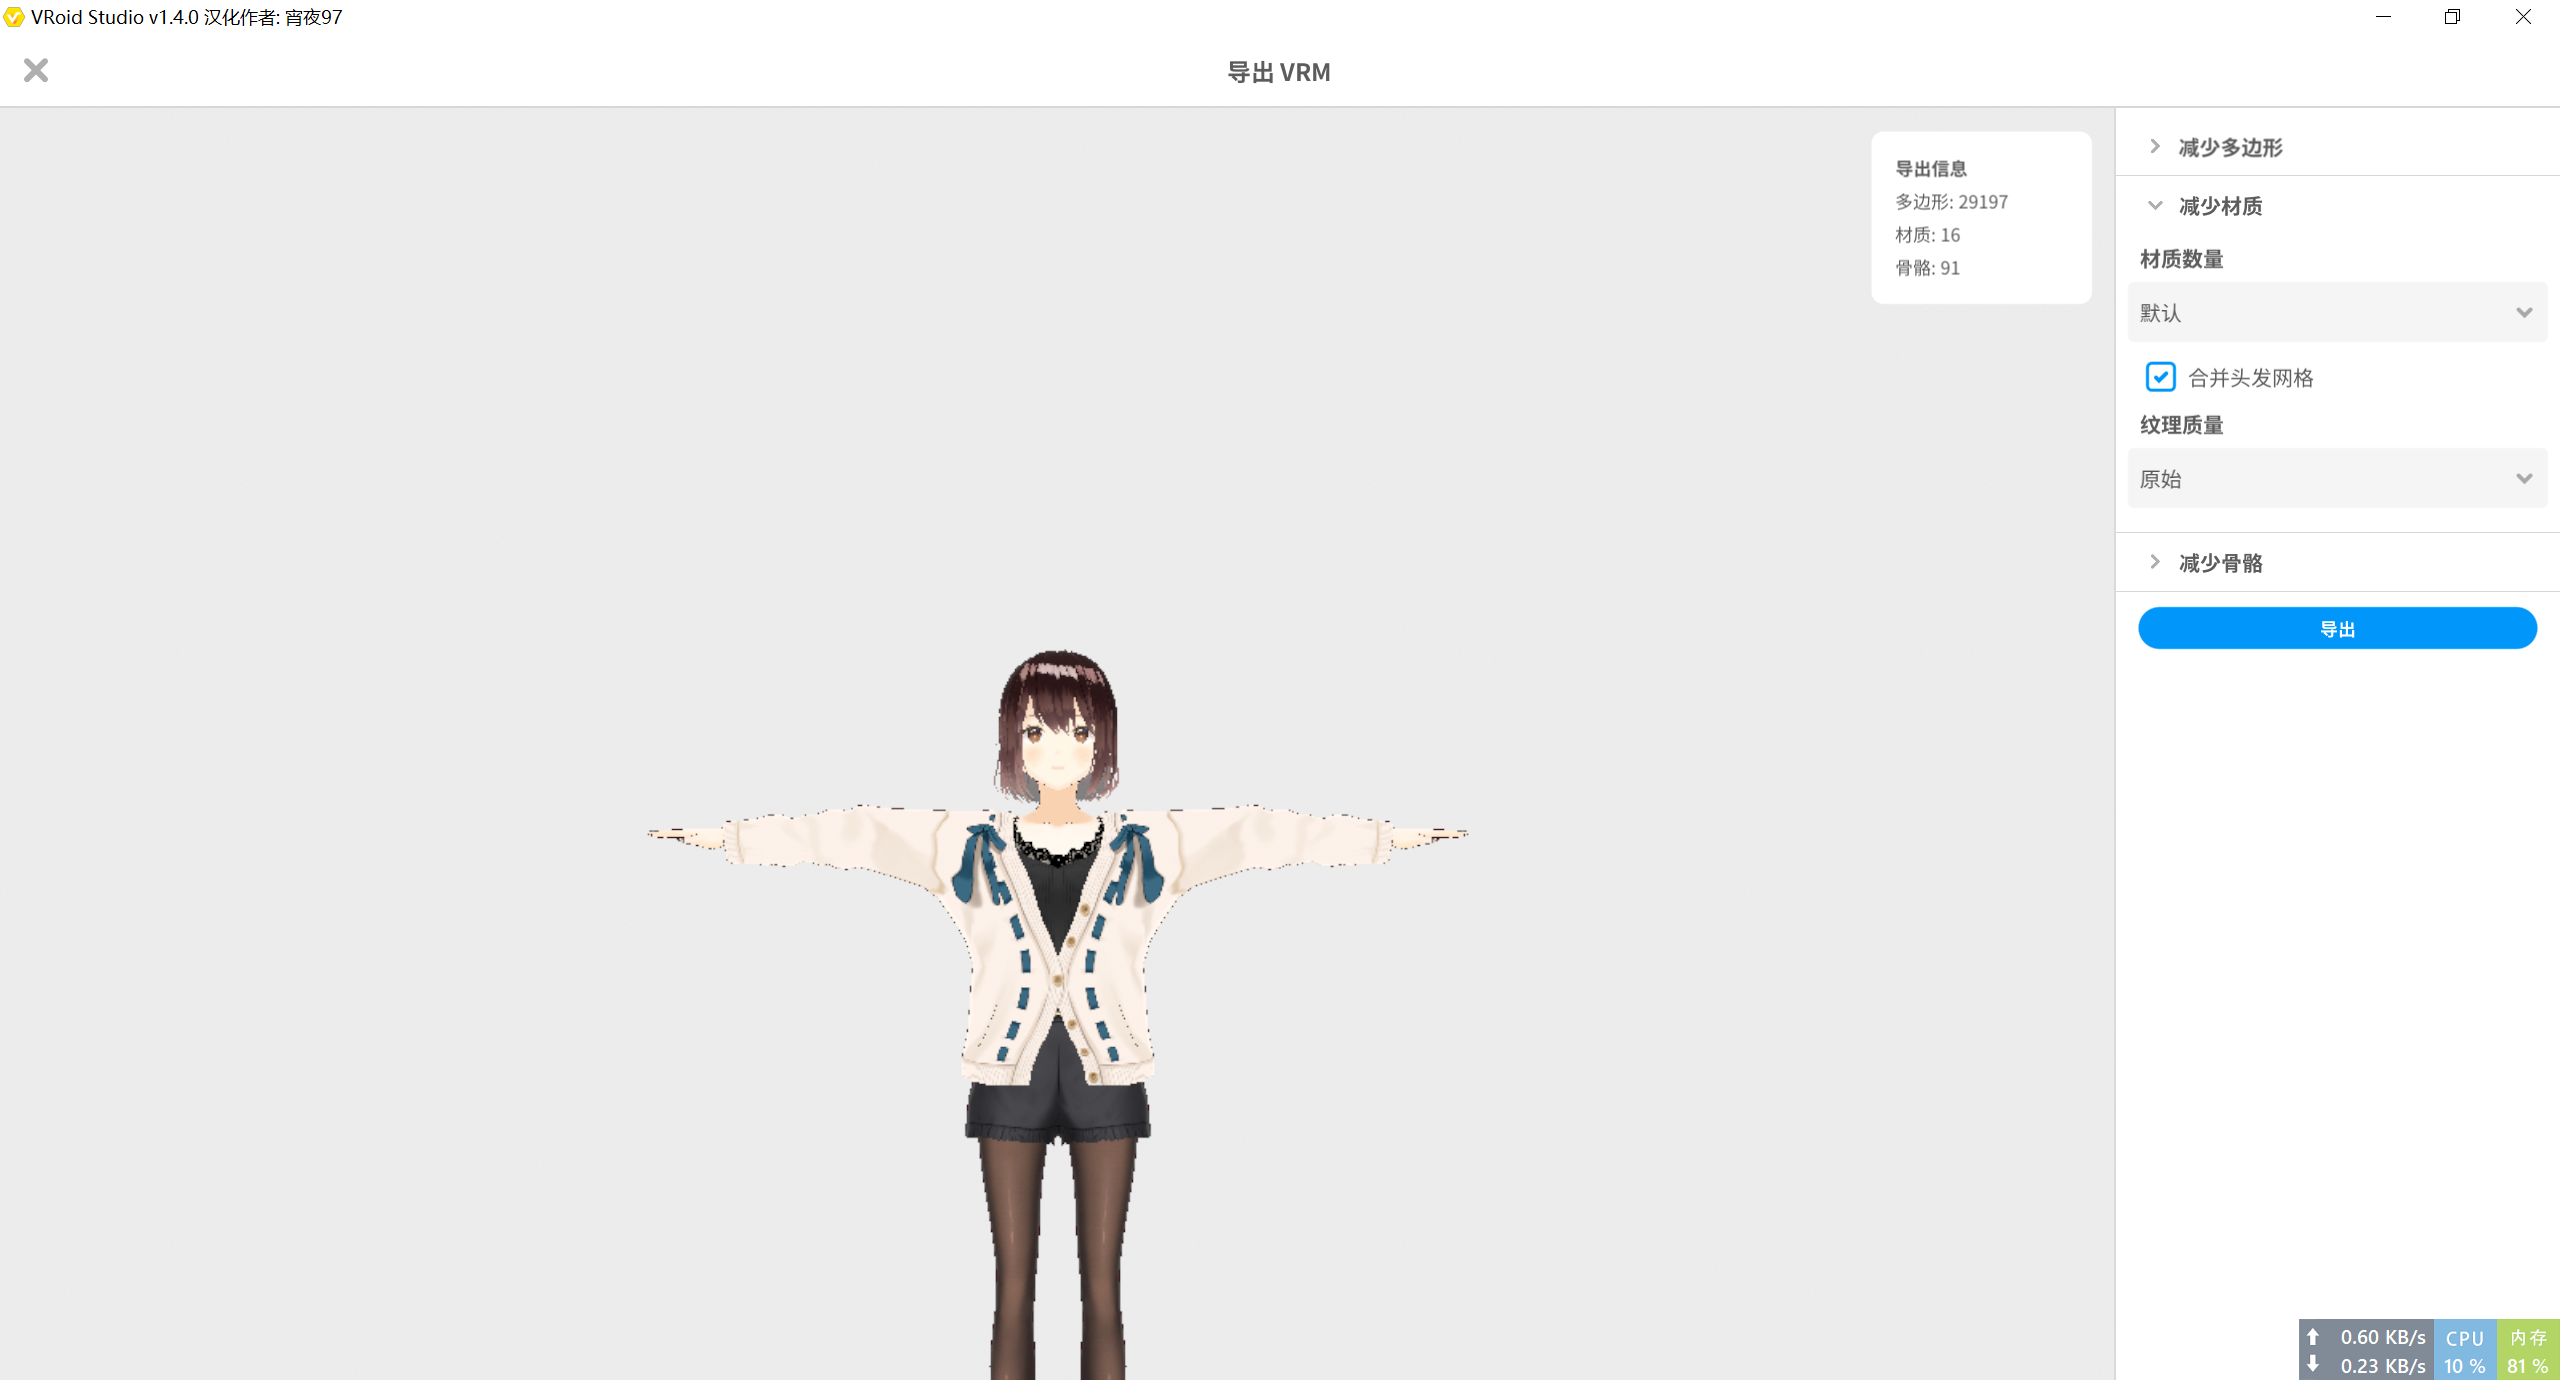 VRoid Studio v1.4.0 汉化作者: 宵夜97
导出 VRM
导出信息
多边形: 29197
材质: 16
骨骼: 91
减少多边形
减少材质
材质数量
默认
合并头发网格
纹理质量
原始
减少骨骼
导出
0.60 KB/s CPU 内存
0.23 KB/s 10 % 81 %